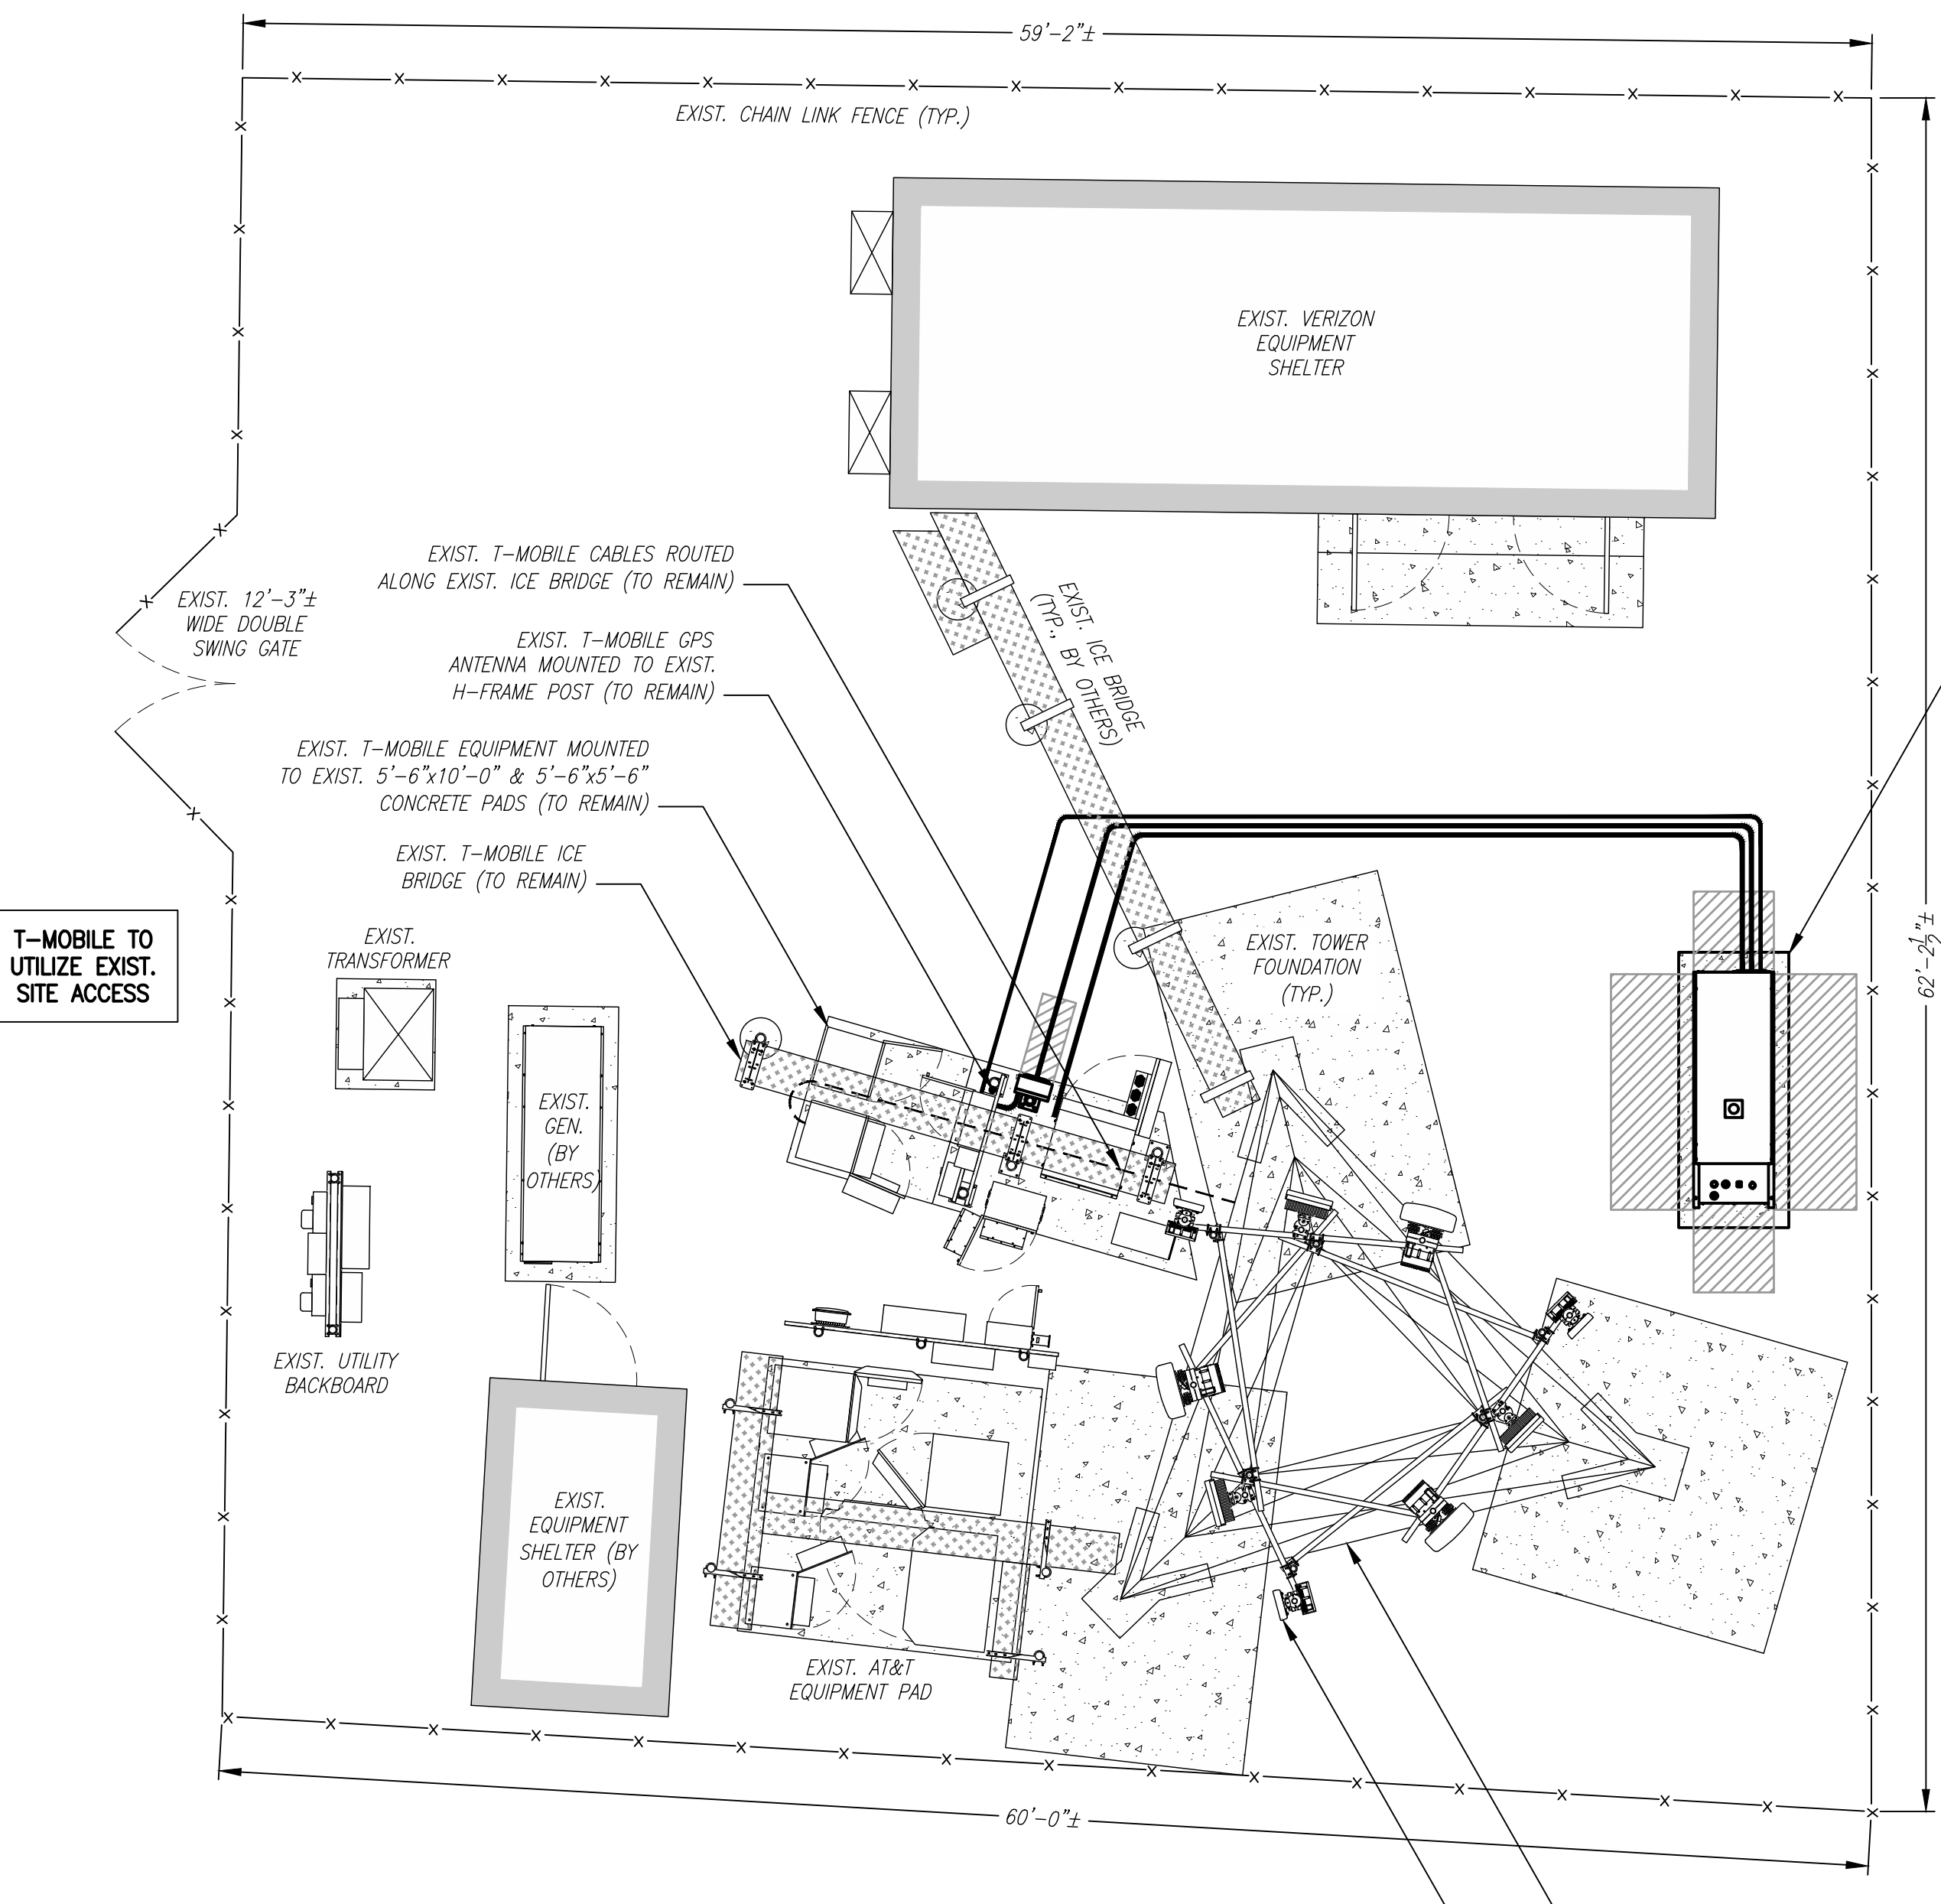 59'-2"±
EXIST. CHAIN LINK FENCE (TYP.)
EXIST. VERIZON
EQUIPMENT
SHELTER
EXIST. T-MOBILE CABLES ROUTED
ALONG EXIST. ICE BRIDGE (TO REMAIN)
EXIST. 12'-3"±
WIDE DOUBLE
SWING GATE
EXIST. ICE BRIDGE
(TYP., BY OTHERS)
EXIST. T-MOBILE GPS
ANTENNA MOUNTED TO EXIST.
H-FRAME POST (TO REMAIN)
EXIST. T-MOBILE EQUIPMENT MOUNTED
TO EXIST. 5'-6"x10'-0" & 5'-6"x5'-6"
CONCRETE PADS (TO REMAIN)
EXIST. T-MOBILE ICE
BRIDGE (TO REMAIN)
T-MOBILE TO
UTILIZE EXIST.
SITE ACCESS
EXIST.
TRANSFORMER
EXIST. TOWER
FOUNDATION
(TYP.)
62'-2½"±
EXIST.
GEN.
(BY
OTHERS)
EXIST. UTILITY
BACKBOARD
EXIST.
EQUIPMENT
SHELTER (BY
OTHERS)
EXIST. AT&T
EQUIPMENT PAD
60'-0"±